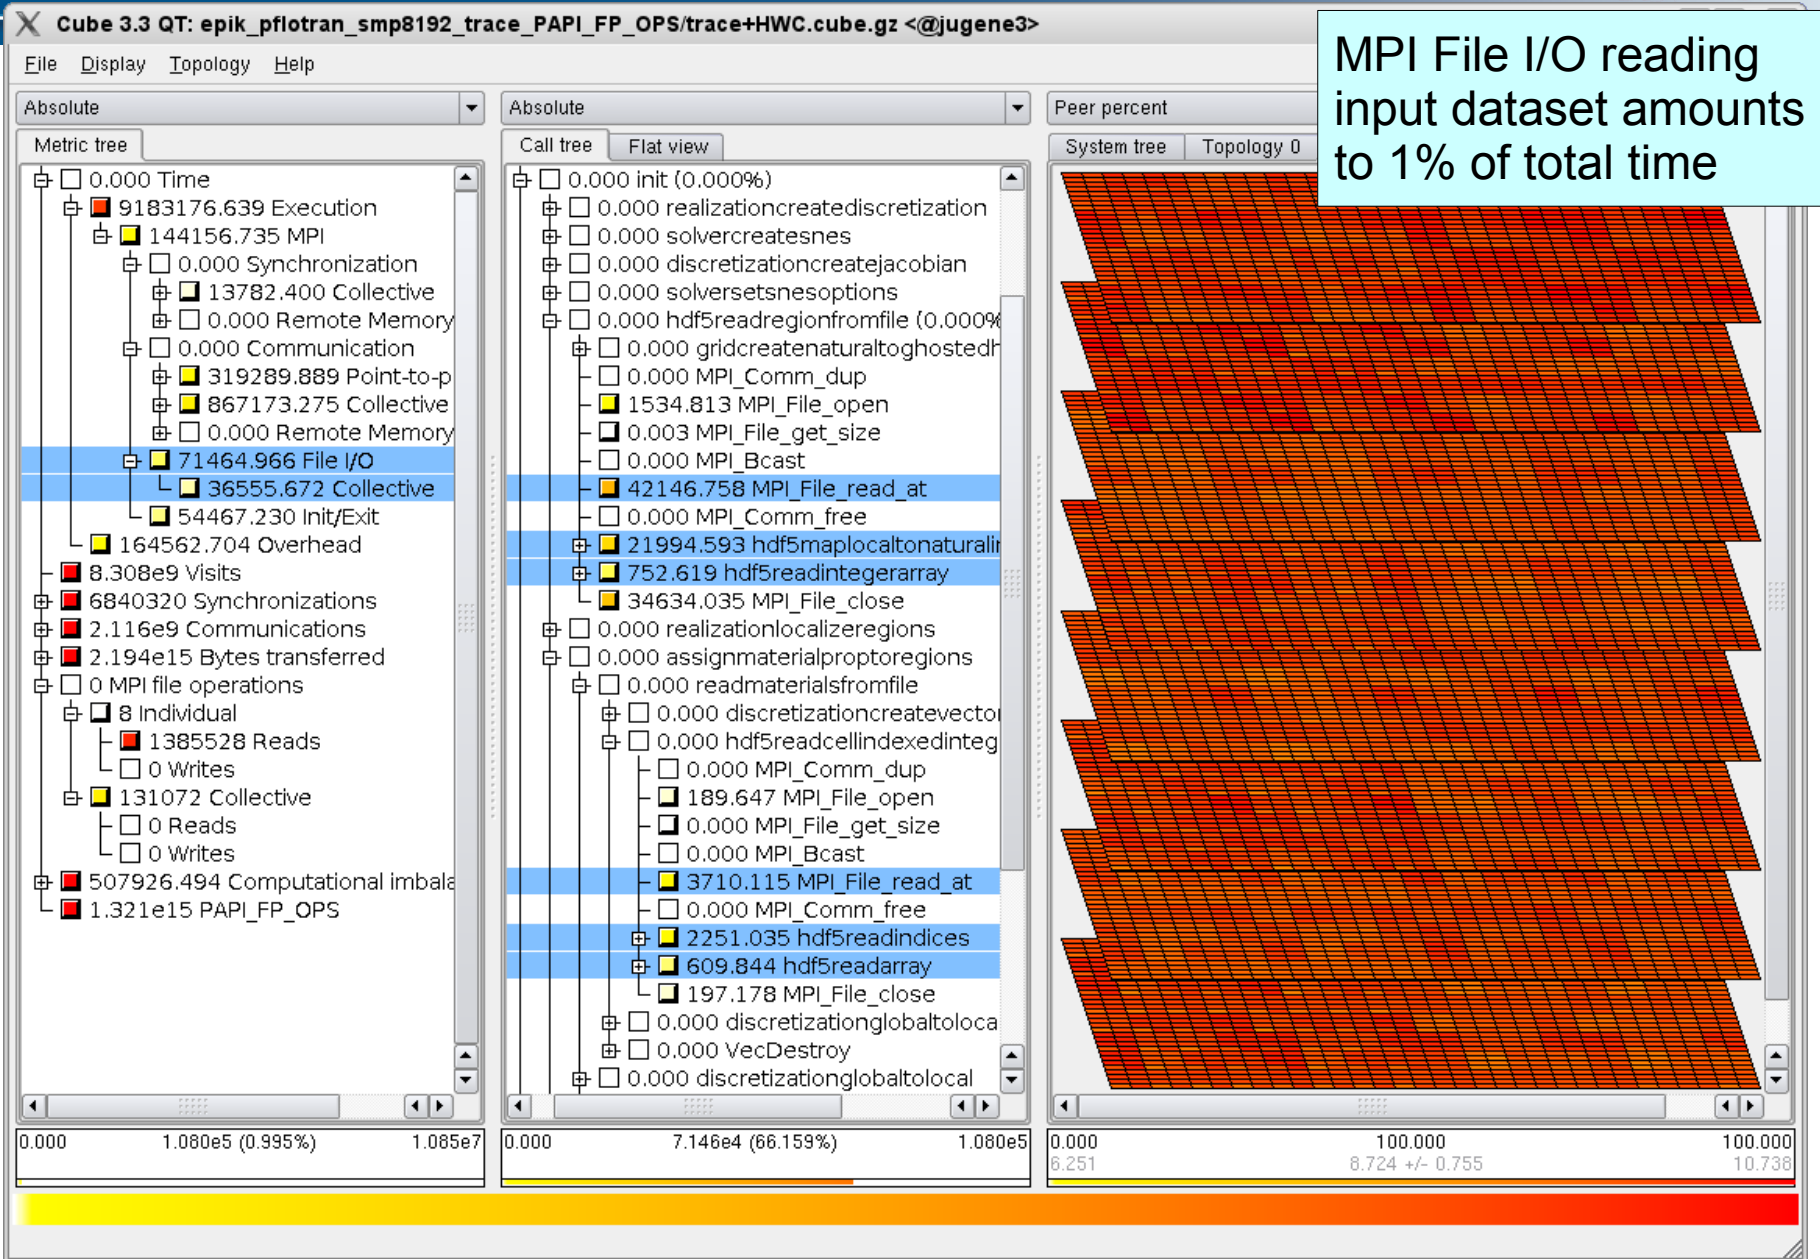 Cube 3.3 QT: epik_pflotran_smp8192_trace_PAPI_FP_OPS/trace+HWC.cube.gz <@jugene3>
MPI File I/O reading
input dataset amounts
to 1% of total time
File Display Topology Help
Absolute
Metric tree
0.000 Time
9183176.639 Execution
144156.735 MPI
0.000 Synchronization
13782.400 Collective
0.000 Remote Memory
0.000 Communication
319289.889 Point-to-p
867173.275 Collective
0.000 Remote Memory
71464.966 File I/O
36555.672 Collective
54467.230 Init/Exit
164562.704 Overhead
8.308e9 Visits
6840320 Synchronizations
2.116e9 Communications
2.194e15 Bytes transferred
0 MPI file operations
8 Individual
1385528 Reads
0 Writes
131072 Collective
0 Reads
0 Writes
507926.494 Computational imbala
1.321e15 PAPI_FP_OPS
0.000 1.080e5 (0.995%) 1.085e7
Absolute
Call tree Flat view
0.000 init (0.000%)
0.000 realizationcreatediscretization
0.000 solvercreatesnes
0.000 discretizationcreatejacobian
0.000 solversetsnesoptions
0.000 hdf5readregionfromfile (0.000%
0.000 gridcreatenaturaltoghostedh
0.000 MPI_Comm_dup
1534.813 MPI_File_open
0.003 MPI_File_get_size
0.000 MPI_Bcast
42146.758 MPI_File_read_at
0.000 MPI_Comm_free
21994.593 hdf5maplocaltonaturalin
752.619 hdf5readintegerarray
34634.035 MPI_File_close
0.000 realizationlocalizeregions
0.000 assignmaterialproptoregions
0.000 readmaterialsfromfile
0.000 discretizationcreatevector
0.000 hdf5readcellindexedinteg
0.000 MPI_Comm_dup
189.647 MPI_File_open
0.000 MPI_File_get_size
0.000 MPI_Bcast
3710.115 MPI_File_read_at
0.000 MPI_Comm_free
2251.035 hdf5readindices
609.844 hdf5readarray
197.178 MPI_File_close
0.000 discretizationglobaltoloca
0.000 VecDestroy
0.000 discretizationglobaltolocal
0.000 7.146e4 (66.159%) 1.080e5
Peer percent
System tree Topology 0
0.000 100.000 100.000
6.251 8.724 +/- 0.755 10.738